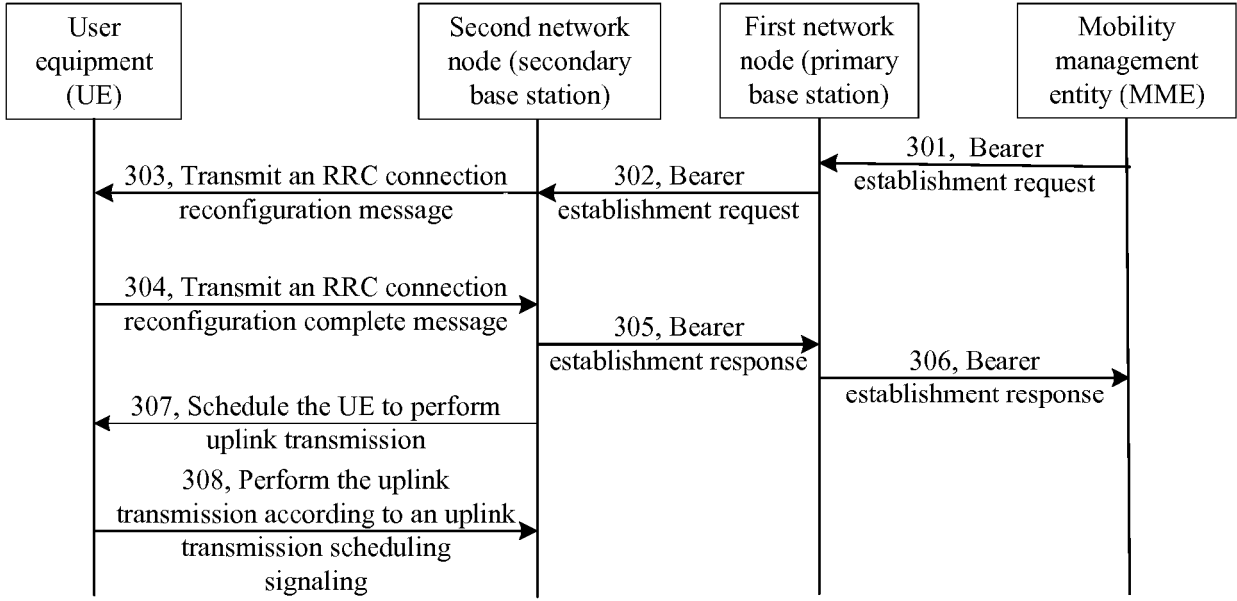 User
equipment
(UE)
Second network
node (secondary
base station)
First network
node (primary
base station)
Mobility
management
entity (MME)
301, Bearer
establishment request
302, Bearer
establishment request
303, Transmit an RRC connection
reconfiguration message
304, Transmit an RRC connection
reconfiguration complete message
305, Bearer
establishment response
306, Bearer
establishment response
307, Schedule the UE to perform
uplink transmission
308, Perform the uplink
transmission according to an uplink
transmission scheduling
signaling